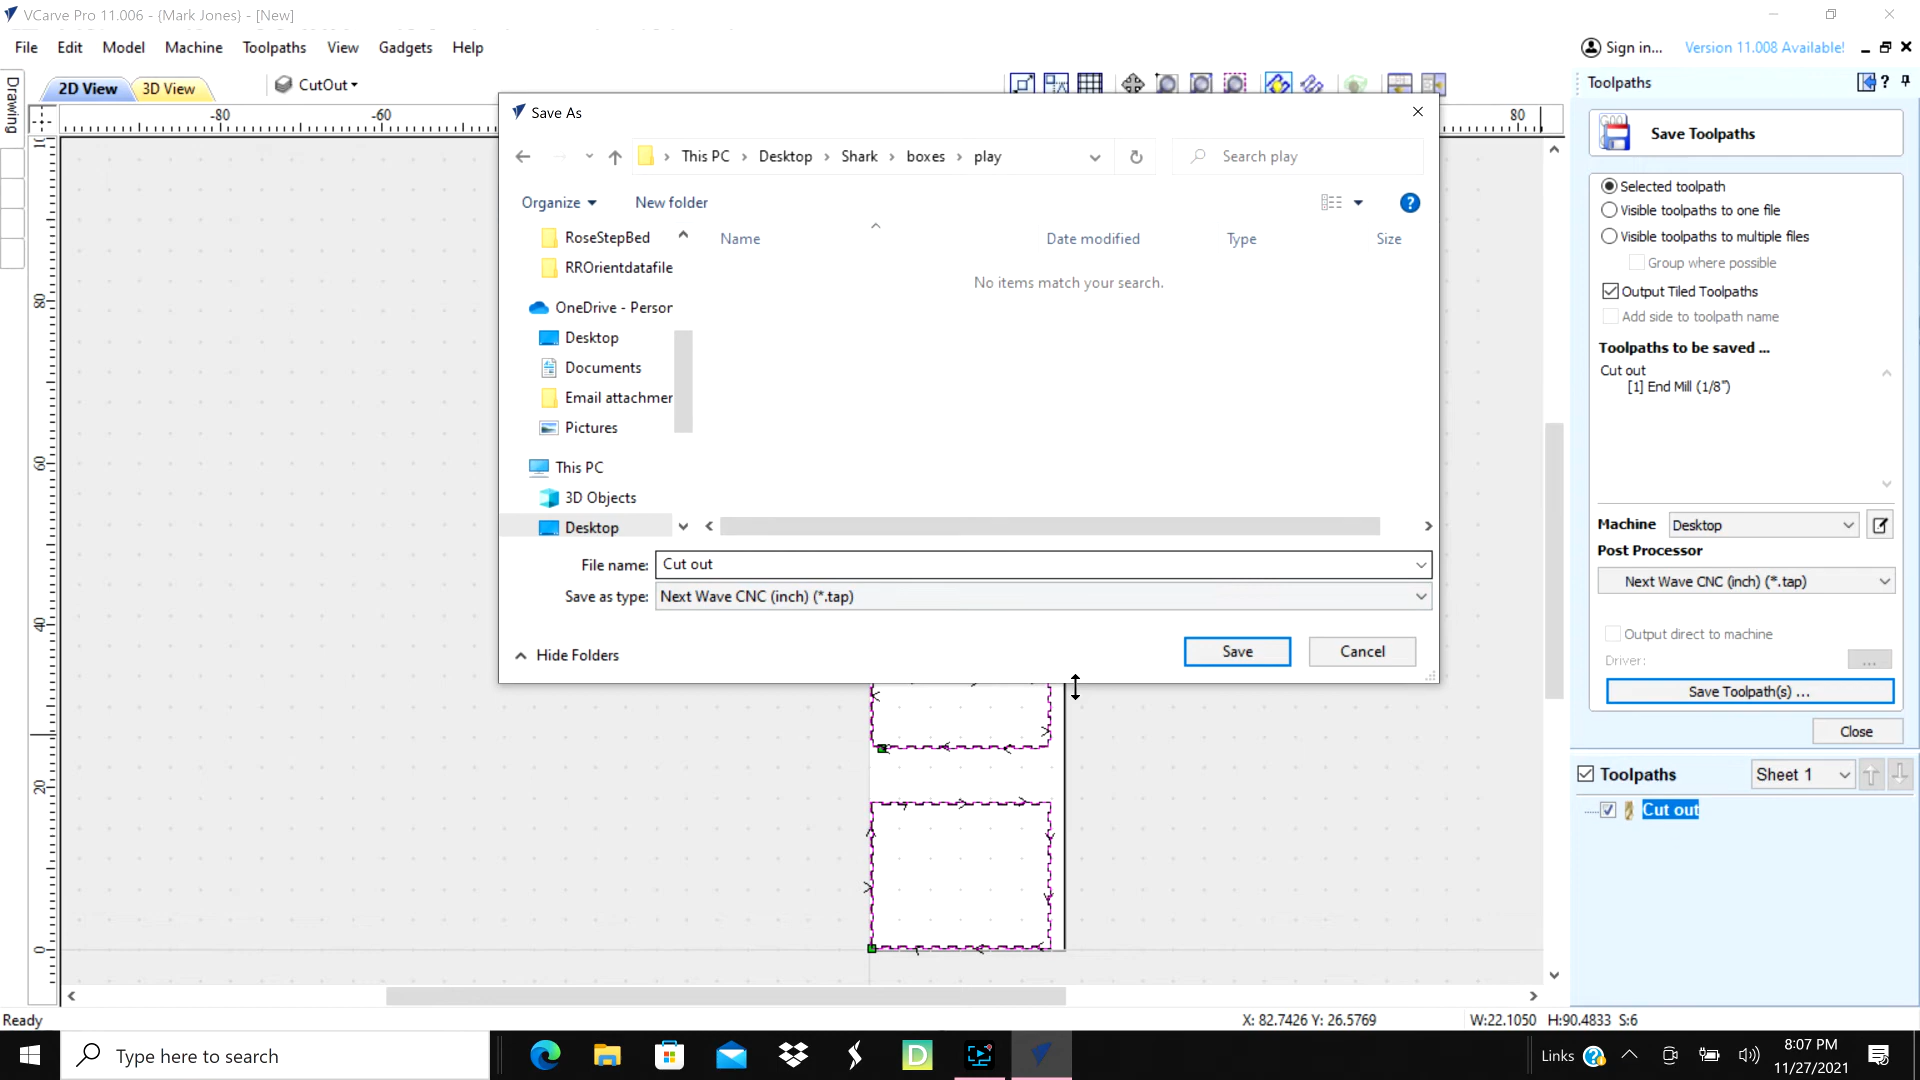 VCarve Pro 11.006 - {Mark Jones} - [New]
File Edit Model Machine Toolpaths View Gadgets Help
Sign in... Version 11.008 Available!
Drawing
2D View 3D View CutOut
Toolpaths
-80 -60 80
80
60
40
20
0
Save As
This PC > Desktop > Shark > boxes > play
Search play
Organize New folder
Name Date modified Type Size
No items match your search.
RoseStepBed
RROrientdatafile
OneDrive - Person
Desktop
Documents
Email attachmen
Pictures
This PC
3D Objects
Desktop
File name: Cut out
Save as type: Next Wave CNC (inch) (*.tap)
Hide Folders
Save Cancel
Save Toolpaths
Selected toolpath
Visible toolpaths to one file
Visible toolpaths to multiple files
Group where possible
Output Tiled Toolpaths
Add side to toolpath name
Toolpaths to be saved ...
Cut out
[1] End Mill (1/8")
Machine Desktop
Post Processor
Next Wave CNC (inch) (*.tap)
Output direct to machine
Driver: ...
Save Toolpath(s) ...
Close
Toolpaths Sheet 1
Cut out
Ready
X: 82.7426 Y: 26.5769
W:22.1050 H:90.4833 S:6
Type here to search
D
Links
8:07 PM
11/27/2021